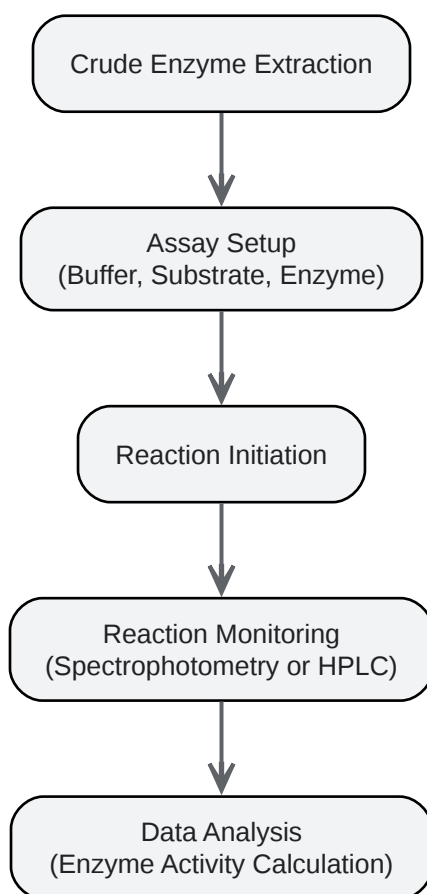 Crude Enzyme Extraction
Assay Setup
(Buffer, Substrate, Enzyme)
Reaction Initiation
Reaction Monitoring
(Spectrophotometry or HPLC)
Data Analysis
(Enzyme Activity Calculation)